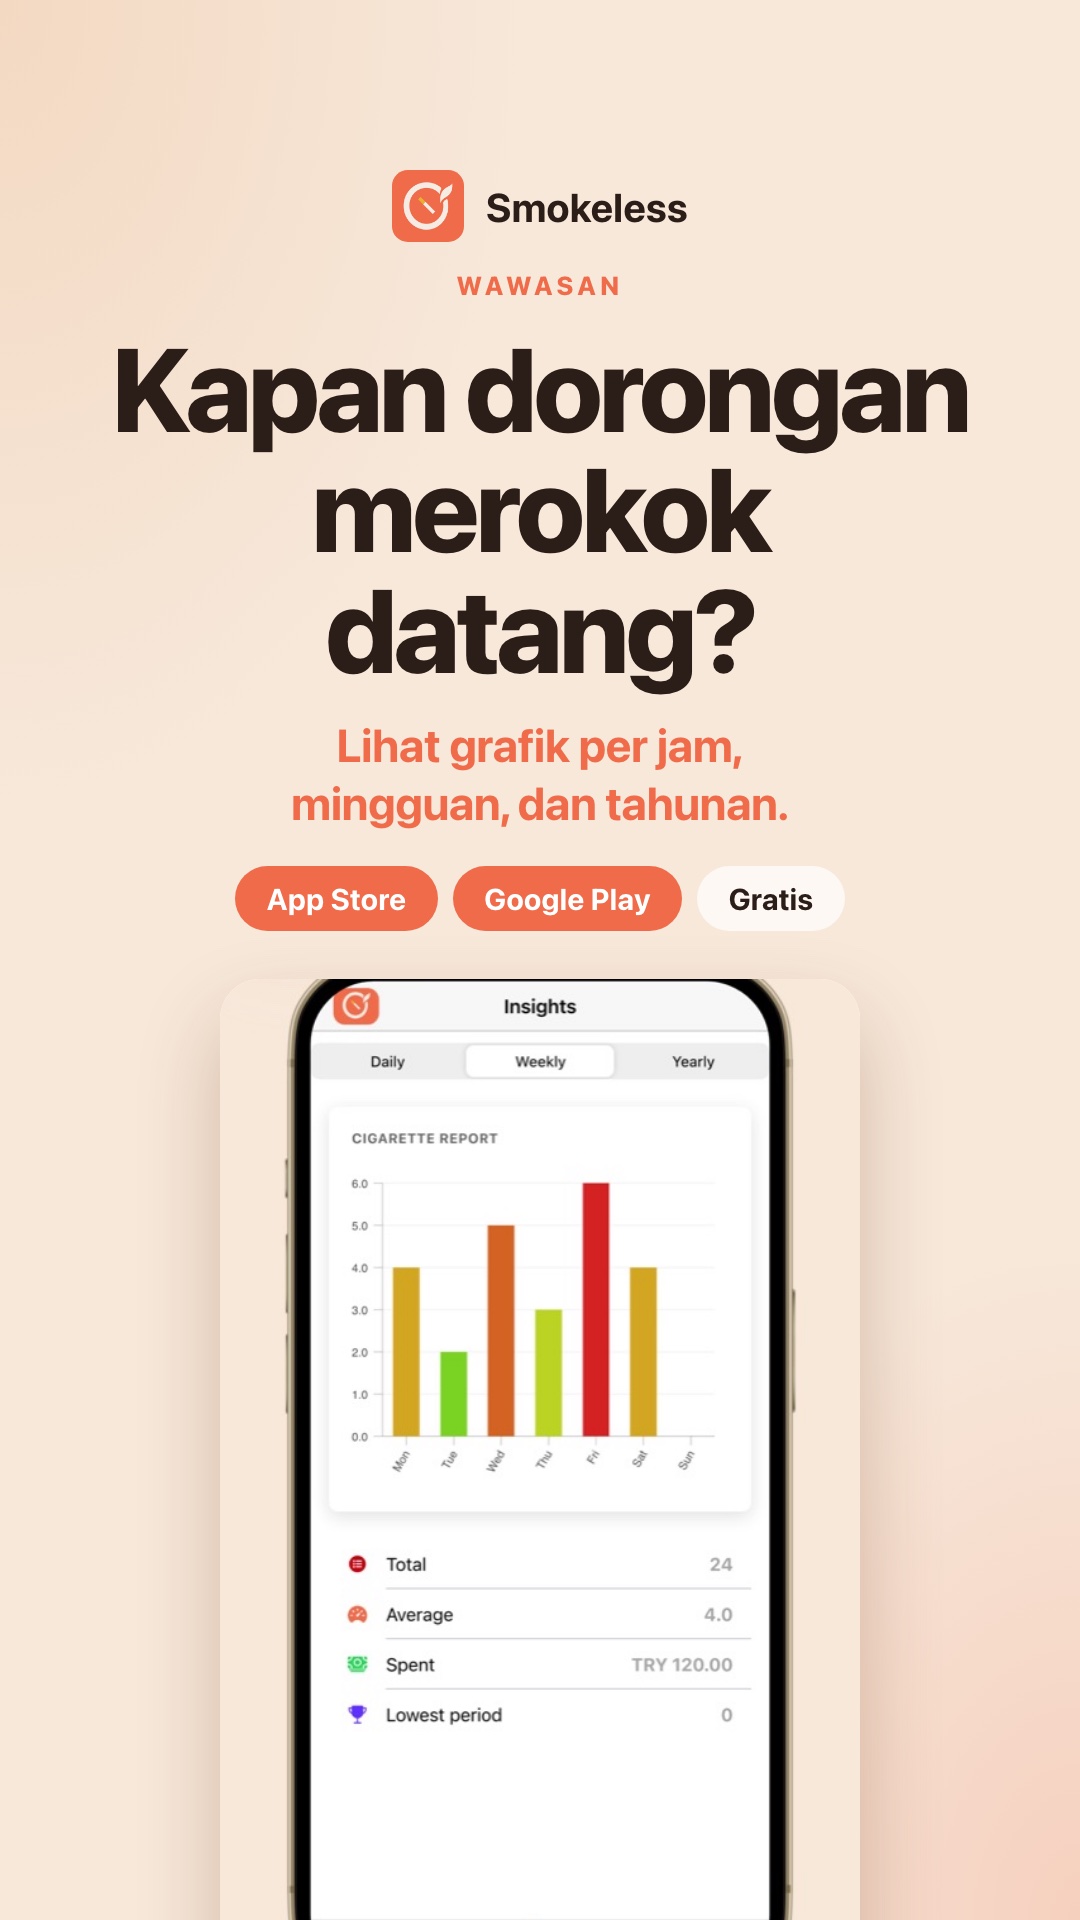 Smokeless
WAWASAN
Kapan dorongan
merokok
datang?
Lihat grafik per jam,
mingguan, dan tahunan.
App Store
Google Play
Gratis
Insights
Daily
Weekly
Yearly
CIGARETTE REPORT
6.0
5.0
4.0
3.0
2.0
1.0
0.0
Mon
Tue
Wed
Thu
Fri
Sat
Sun
Total 24
Average 4.0
Spent TRY 120.00
Lowest period 0